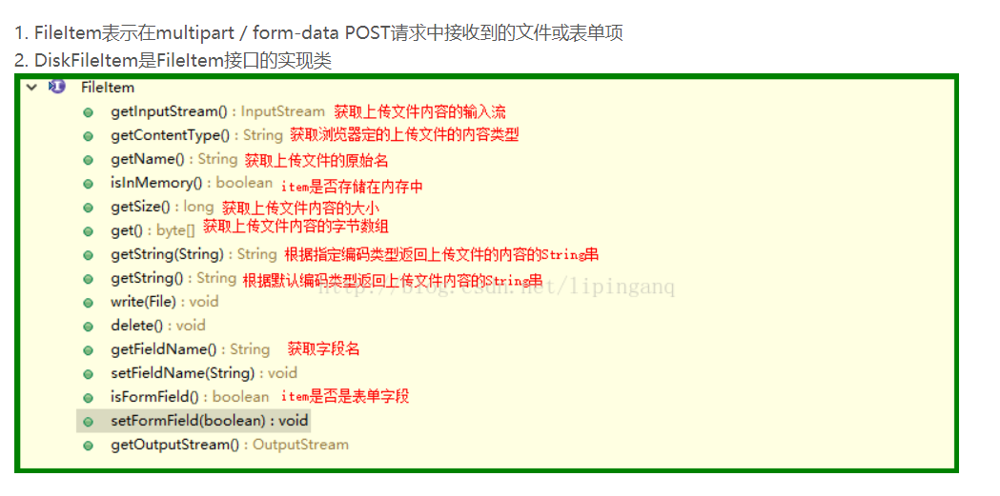 1. FileItem表示在multipart / form-data POST请求中接收到的文件或表单项
2. DiskFileItem是FileItem接口的实现类
FileItem
getInputStream() : InputStream 获取上传文件内容的输入流
getContentType() : String 获取浏览器定的上传文件的内容类型
getName() : String 获取上传文件的原始名
isInMemory() : boolean item是否存储在内存中
getSize() : long 获取上传文件内容的大小
get() : byte[] 获取上传文件内容的字节数组
getString(String) : String 根据指定编码类型返回上传文件的内容的String串
getString() : String 根据默认编码类型返回上传文件内容的String串
http://blog.csdn.net/lipinganq
write(File) : void
delete() : void
getFieldName() : String 获取字段名
setFieldName(String) : void
isFormField() : boolean item是否是表单字段
setFormField(boolean) : void
getOutputStream() : OutputStream